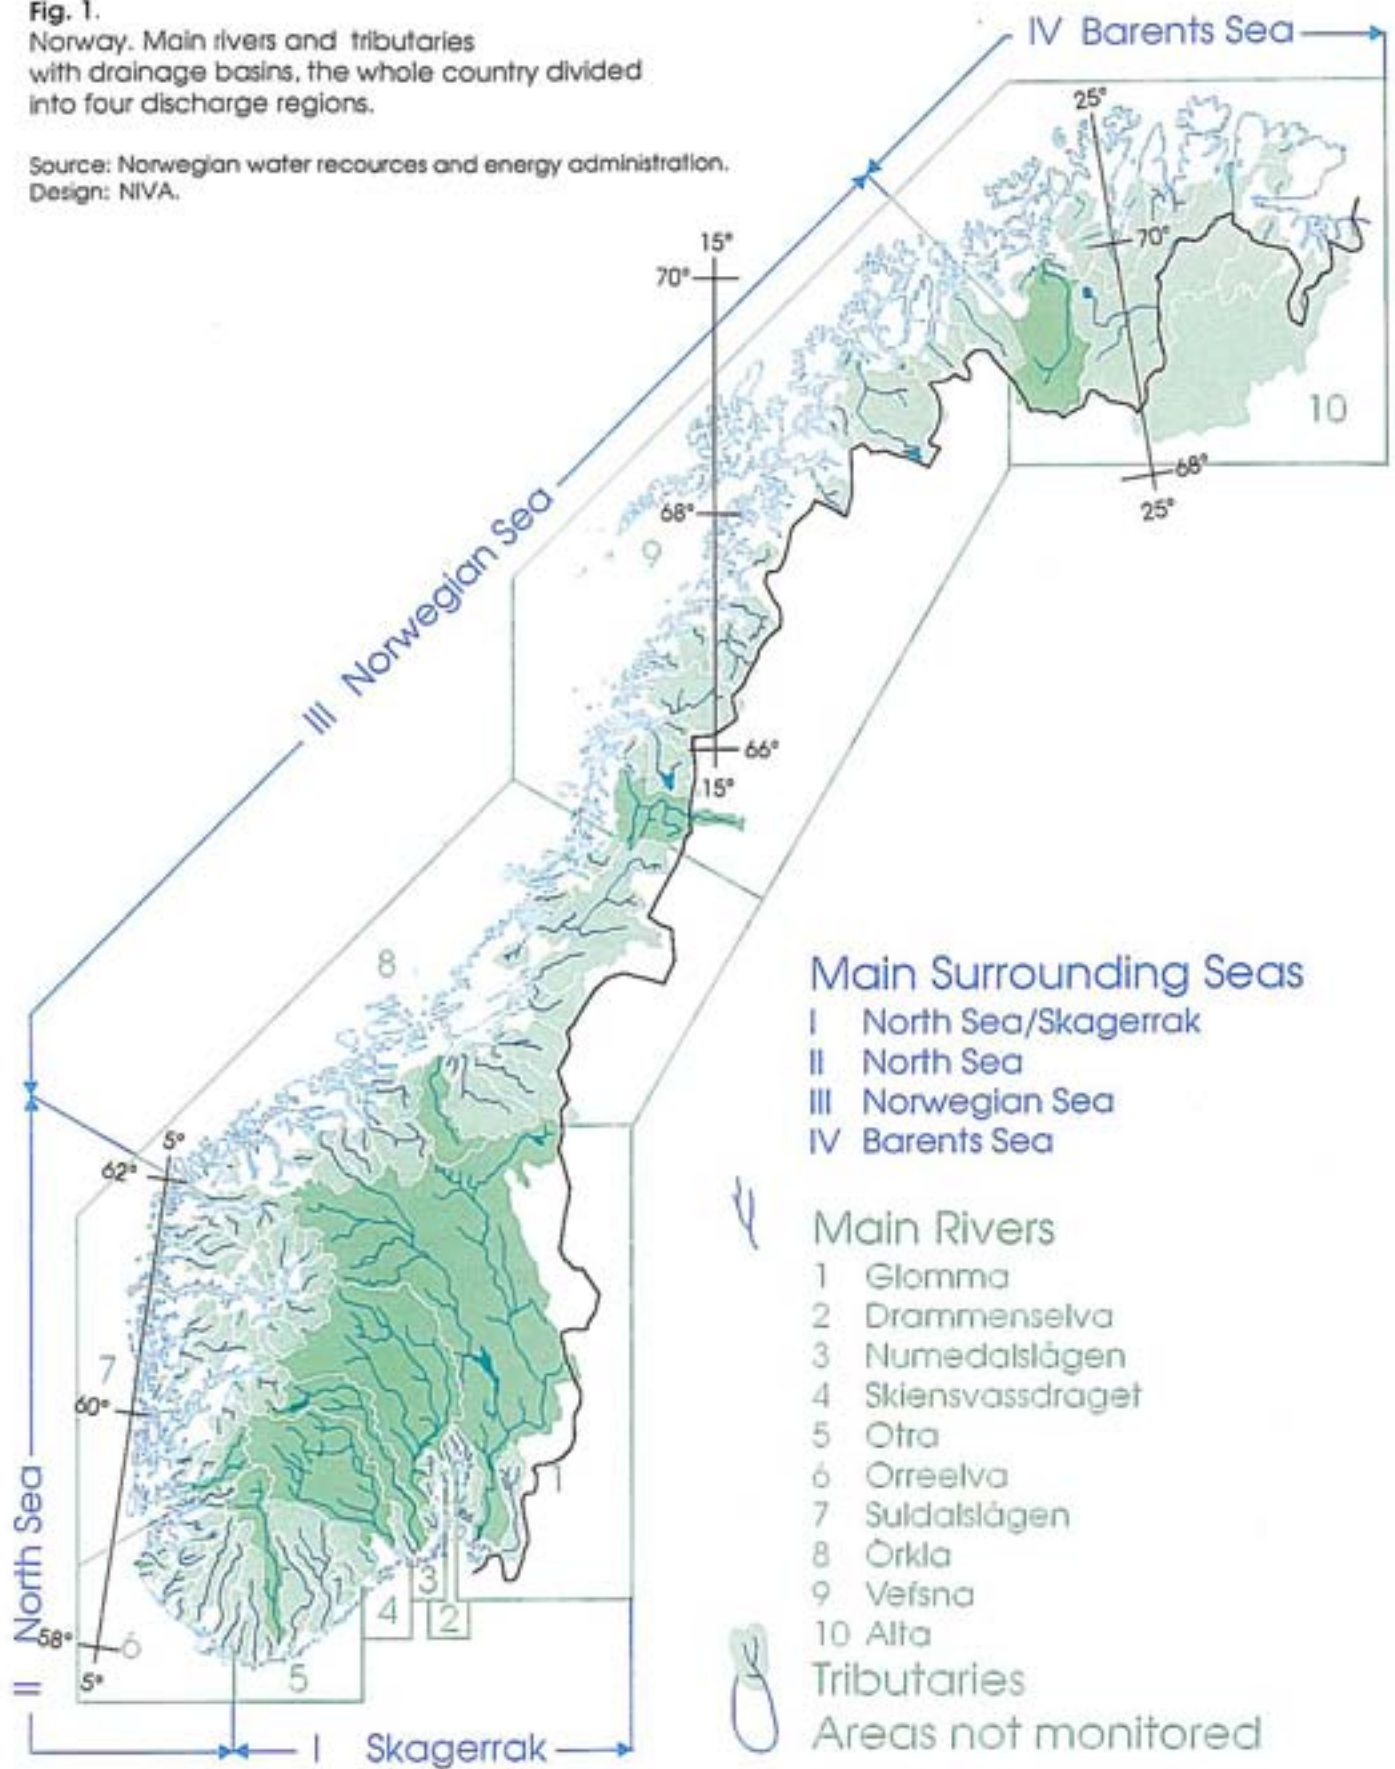 Fig. 1.
Norway. Main rivers and tributaries
with drainage basins, the whole country divided
into four discharge regions.
Source: Norwegian water recources and energy administration.
Design: NIVA.
IV Barents Sea
25°
70°
15°
70°
10
68°
25°
68°
9
III Norwegian Sea
66°
15°
8
5°
62°
7
60°
1
3
4
2
58°
6
5°
5
II North Sea
I Skagerrak
Main Surrounding Seas
I North Sea/Skagerrak
II North Sea
III Norwegian Sea
IV Barents Sea
Main Rivers
1 Glomma
2 Drammenselva
3 Numedalslågen
4 Skiensvassdraget
5 Otra
6 Orreelva
7 Suldalslågen
8 Orkla
9 Vefsna
10 Alta
Tributaries
Areas not monitored